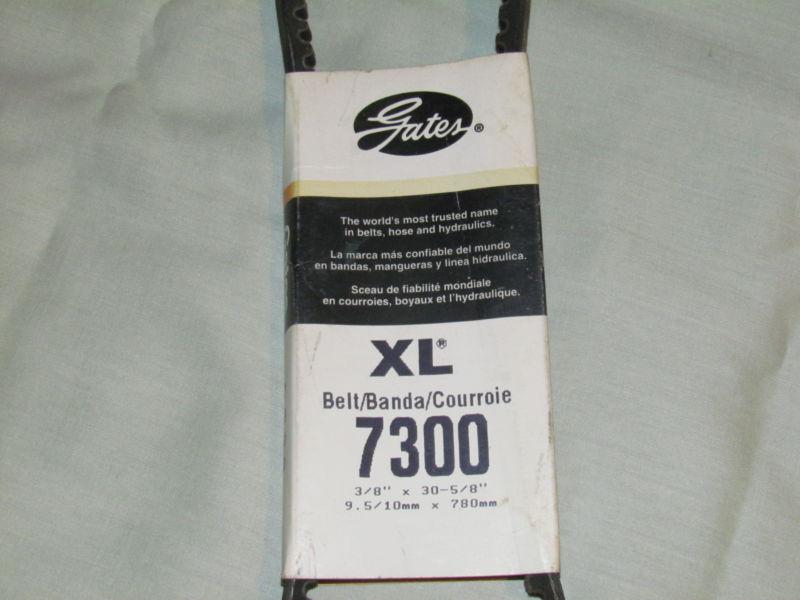 Gates®
The world's most trusted name
in belts, hose and hydraulics.
La marca más confiable del mundo
en bandas, mangueras y linea hidraulica.
Sceau de fiabilité mondiale
en courroies, boyaux et l'hydraulique.
XL®
Belt/Banda/Courroie
7300
3/8" x 30-5/8"
9.5/10mm x 780mm